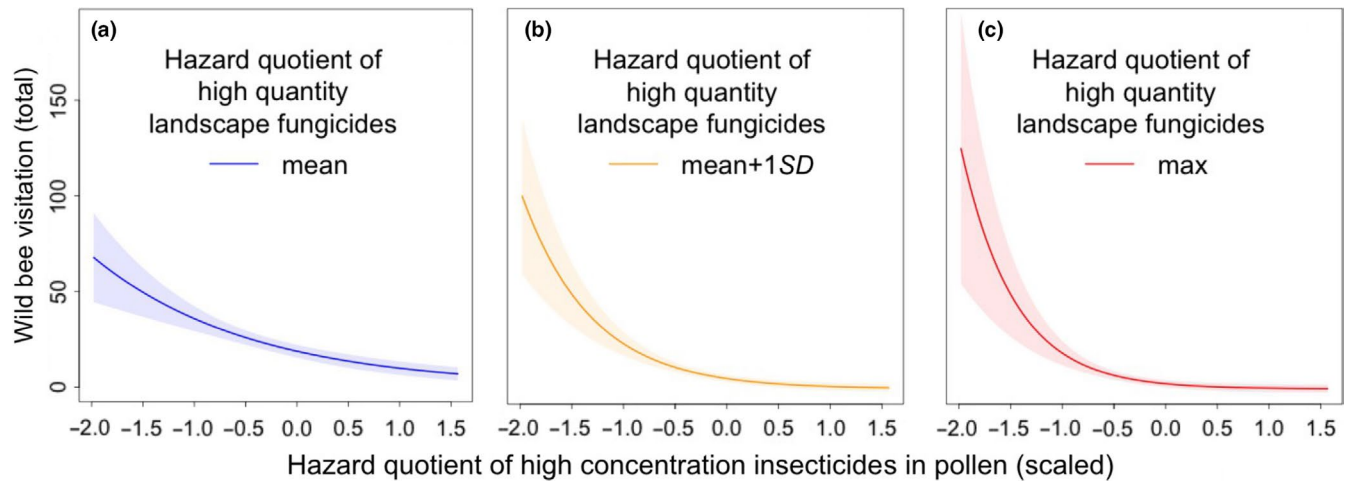 (a)
Hazard quotient of
high quantity
landscape fungicides
mean
(b)
Hazard quotient of
high quantity
landscape fungicides
mean+1SD
(c)
Hazard quotient of
high quantity
landscape fungicides
max
Wild bee visitation (total)
150
100
50
0
−2.0 −1.5 −1.0 −0.5 0.0 0.5 1.0 1.5
−2.0 −1.5 −1.0 −0.5 0.0 0.5 1.0 1.5
−2.0 −1.5 −1.0 −0.5 0.0 0.5 1.0 1.5
Hazard quotient of high concentration insecticides in pollen (scaled)